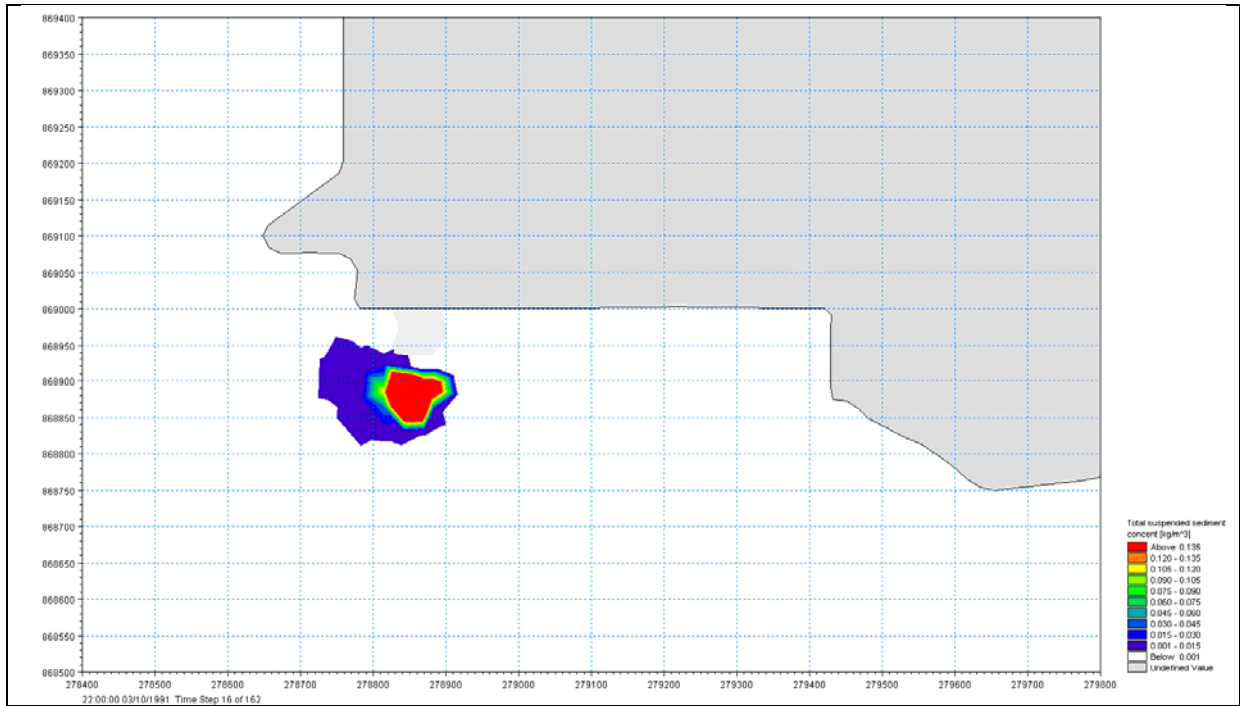 869400
869350
869300
869250
869200
869150
869100
869050
869000
868950
868900
868850
868800
868750
868700
868650
868600
868550
868500
278400 278500 278600 278700 278800 278900 279000 279100 279200 279300 279400 279500 279600 279700 279800
22:00:00 03/10/1991 Time Step 16 of 162.
Total suspended sediment
concent [kg/m^3]
Above 0.135
0.120 - 0.135
0.105 - 0.120
0.090 - 0.105
0.075 - 0.090
0.060 - 0.075
0.045 - 0.060
0.030 - 0.045
0.015 - 0.030
0.001 - 0.015
Below 0.001
Undefined Value